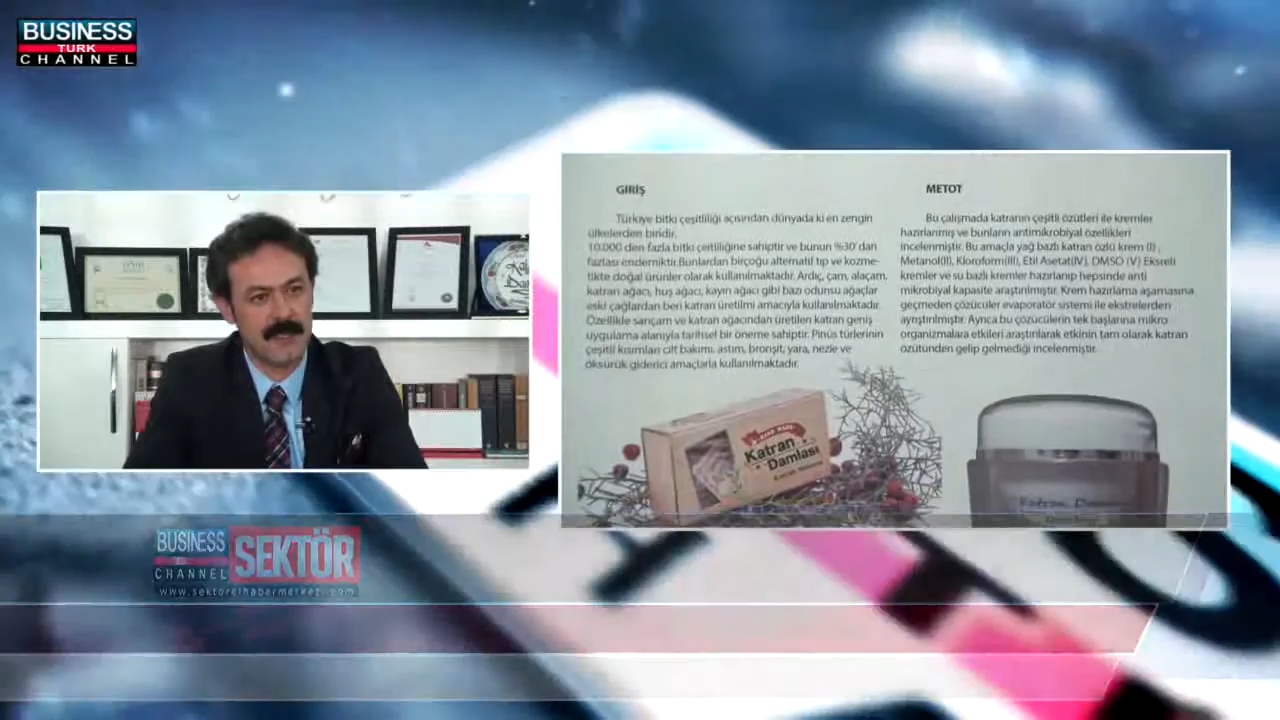 BUSINESS
TURK
CHANNEL
GİRİŞ
Türkiye bitki çeşitliliği açısından dünyada ki en zengin
ülkelerden biridir.
10.000 den fazla bitki çeitliliğine sahiptir ve bunun %30' dan
fazlası endemiktir.Bunlardan birçoğu alternatif tıp ve kozme-
tikte doğal ürünler olarak kullanılmaktadır. Ardıç, çam, alaçam,
katran ağacı, huş ağacı, kayın ağacı gibi bazı odunsu ağaçlar
eski çağlardan beri katran üretilmi amacıyla kullanılmaktadır.
Özellikle sarıçam ve katran ağacından üretilen katran geniş
uygulama alanıyla tarihsel bir öneme sahiptir. Pinus türlerinin
çeşitli kısımları cilt bakımı, astım, bronşit, yara, nezle ve
öksürük giderici amaçlarla kullanılmaktadır.
METOT
Bu çalışmada katranın çeşitli özütleri ile kremler
hazırlanmış ve bunların antimikrobiyal özellikleri
incelenmiştir. Bu amaçla yağ bazlı katran özlü krem (I) ,
Metanol(II), Kloroform(III), Etil Asetat(IV), DMSO (V) Eksreli
kremler ve su bazlı kremler hazırlanıp hepsinde anti
mikrobiyal kapasite araştırılmıştır. Krem hazırlama aşamasına
geçmeden çözücüler evaporatör sistemi ile ekstrelerden
ayrıştırılmıştır. Ayrıca bu çözücülerin tek başlarına mikro
organizmalara etkileri araştırılarak etkinin tam olarak katran
özütünden gelip gelmediği incelenmiştir.
Katran
Damlası
Katran
BUSINESS
CHANNEL
SEKTÖR